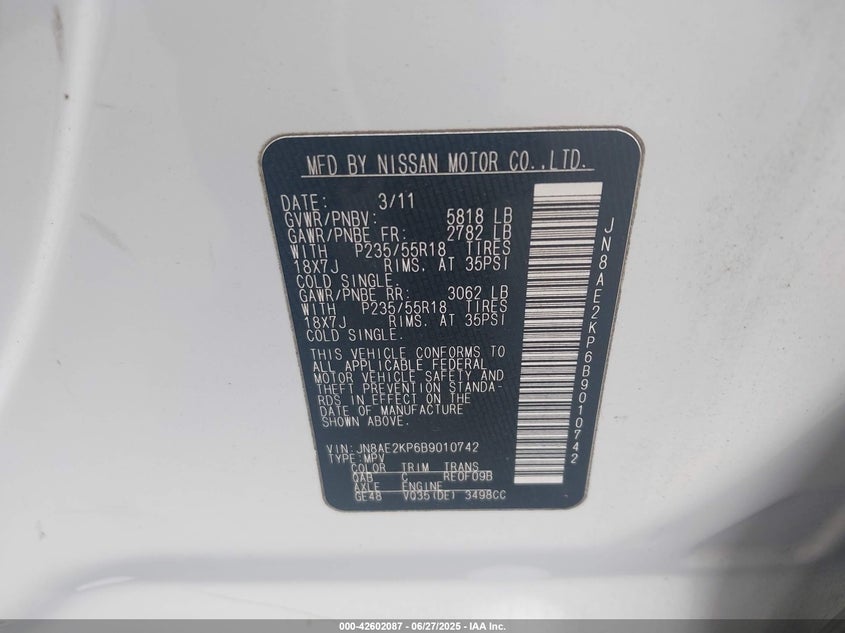 MFD BY NISSAN MOTOR CO.,LTD.
DATE: 3/11
GVWR/PNBV: 5818 LB
GAWR/PNBE FR: 2782 LB
WITH P235/55R18 TIRES
18X7J RIMS. AT 35PSI
COLD SINGLE.
GAWR/PNBE RR: 3062 LB
WITH P235/55R18 TIRES
18X7J RIMS. AT 35PSI
COLD SINGLE.
THIS VEHICLE CONFORMS TO
ALL APPLICABLE FEDERAL
MOTOR VEHICLE SAFETY AND
THEFT PREVENTION STANDA-
RDS IN EFFECT ON THE
DATE OF MANUFACTURE
SHOWN ABOVE.
VIN:JN8AE2KP6B9010742
TYPE:MPV
COLOR TRIM TRANS
QAB C RE0F09B
AXLE ENGINE
GE48 VQ35(DE) 3498CC
JN8AE2KP6B9010742
000-42602087 - 06/27/2025 - IAA Inc.